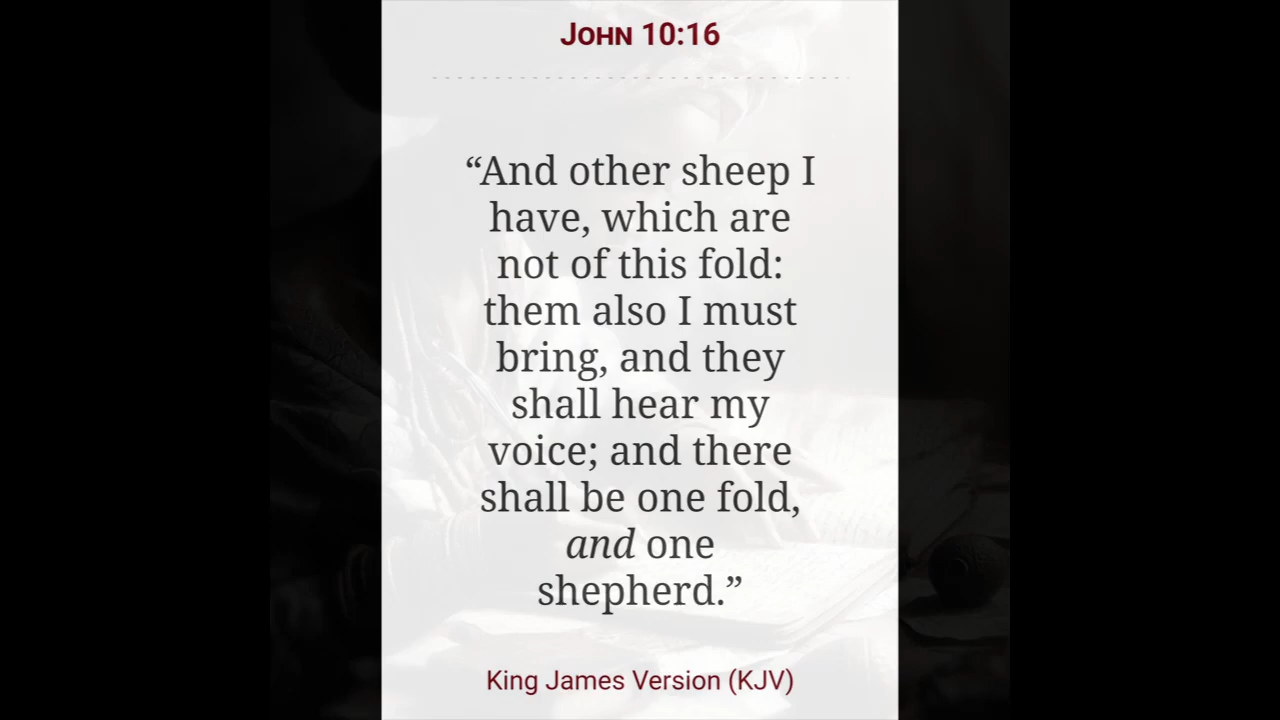 John 10:16
“And other sheep I
have, which are
not of this fold:
them also I must
bring, and they
shall hear my
voice; and there
shall be one fold,
and one
shepherd.”
King James Version (KJV)